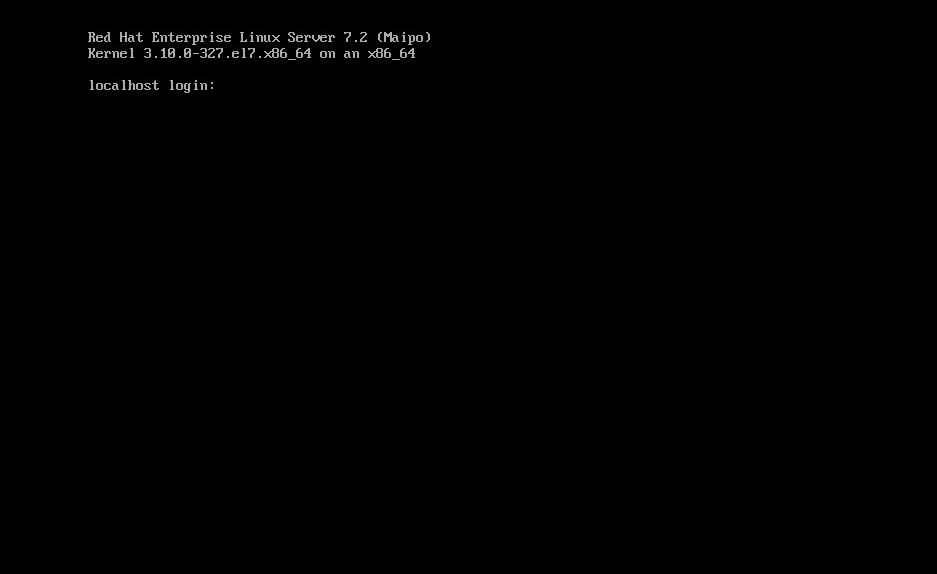 Red Hat Enterprise Linux Server 7.2 (Maipo)
Kernel 3.10.0-327.el7.x86_64 on an x86_64
localhost login: